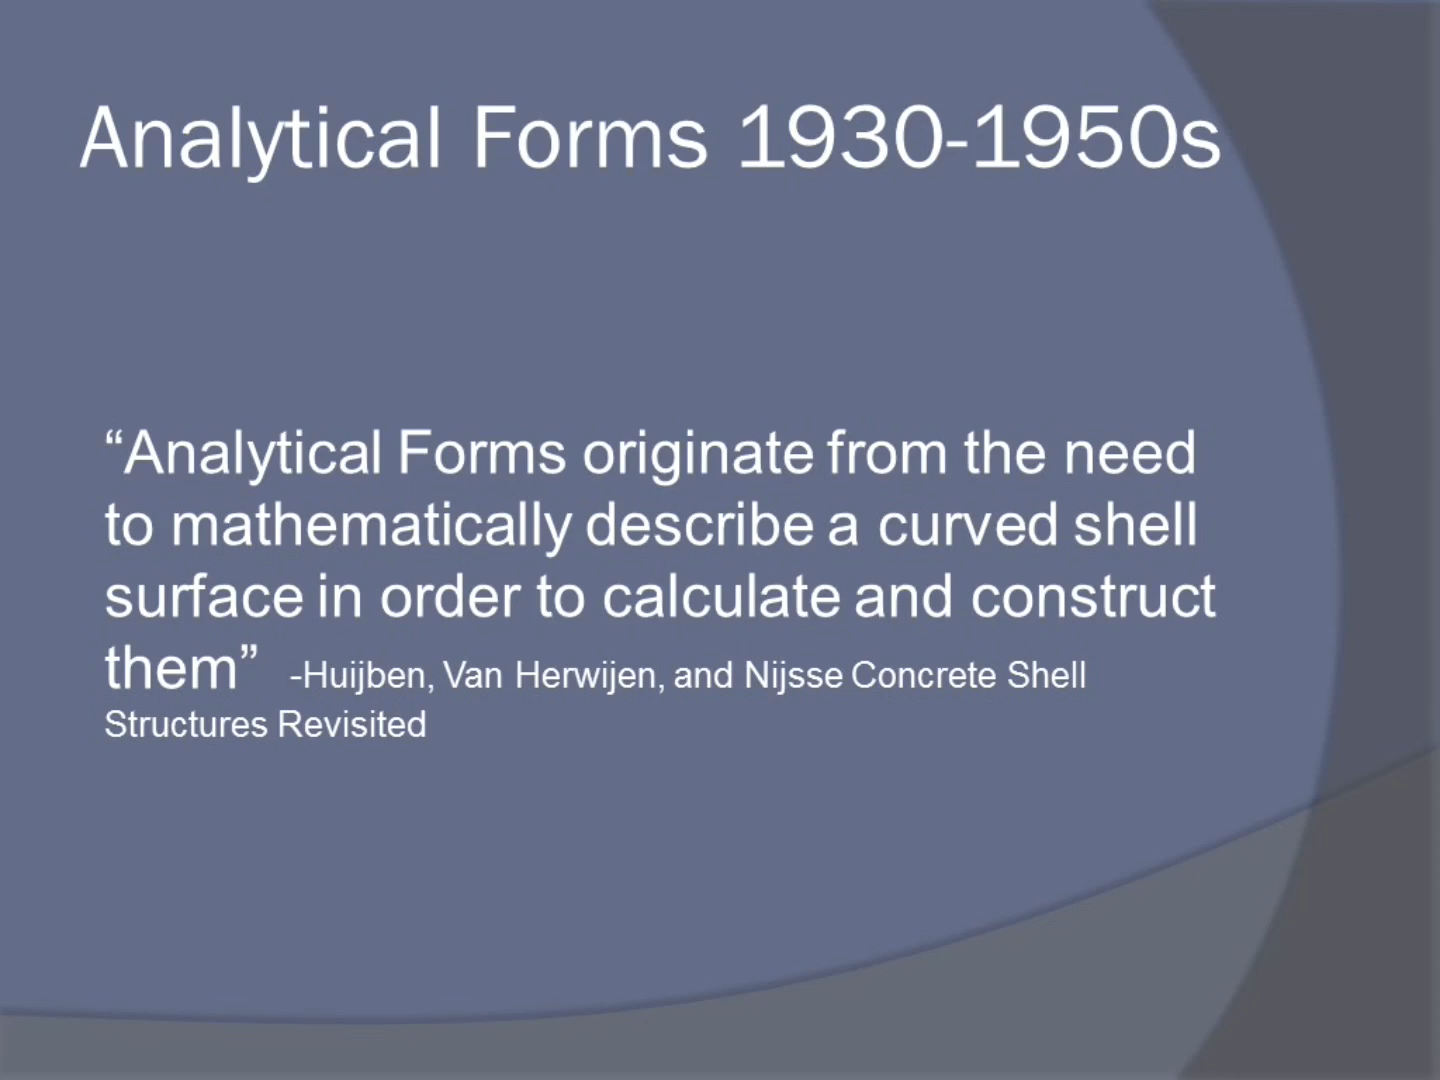 Analytical Forms 1930-1950s
“Analytical Forms originate from the need
to mathematically describe a curved shell
surface in order to calculate and construct
them” -Huijben, Van Herwijen, and Nijsse Concrete Shell
Structures Revisited